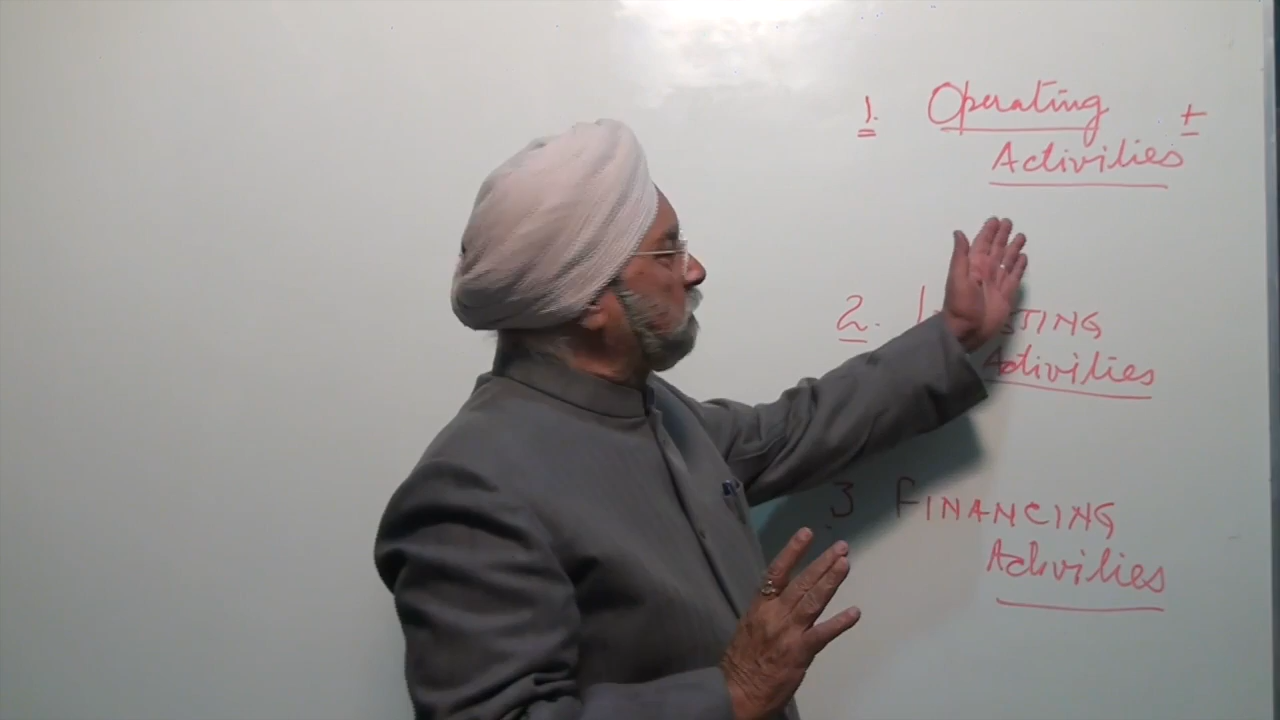 1. Operating ±
Activities
2.
Activities
3 FINANCING
Activities